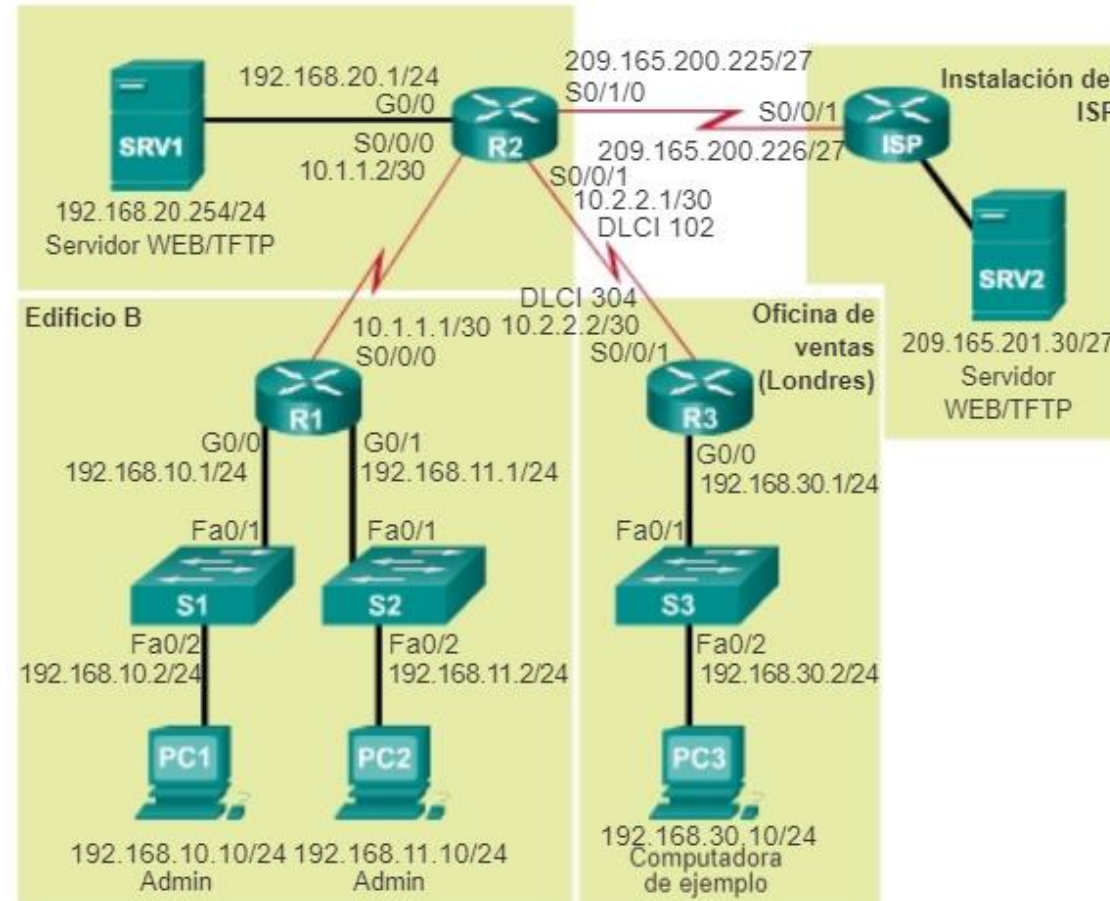 192.168.20.1/24
G0/0
SRV1
S0/0/0
10.1.1.2/30
192.168.20.254/24
Servidor WEB/TFTP
R2
209.165.200.225/27
S0/1/0
S0/0/1
209.165.200.226/27
S0/0/1
10.2.2.1/30
DLCI 102
Instalación del
ISP
ISP
SRV2
209.165.201.30/27
Servidor
WEB/TFTP
Edificio B
10.1.1.1/30
S0/0/0
R1
G0/0
192.168.10.1/24
G0/1
192.168.11.1/24
Fa0/1
Fa0/1
S1
S2
Fa0/2
192.168.10.2/24
Fa0/2
192.168.11.2/24
PC1
PC2
192.168.10.10/24
Admin
192.168.11.10/24
Admin
DLCI 304
10.2.2.2/30
S0/0/1
Oficina de
ventas
(Londres)
R3
G0/0
192.168.30.1/24
Fa0/1
S3
Fa0/2
192.168.30.2/24
PC3
192.168.30.10/24
Computadora
de ejemplo